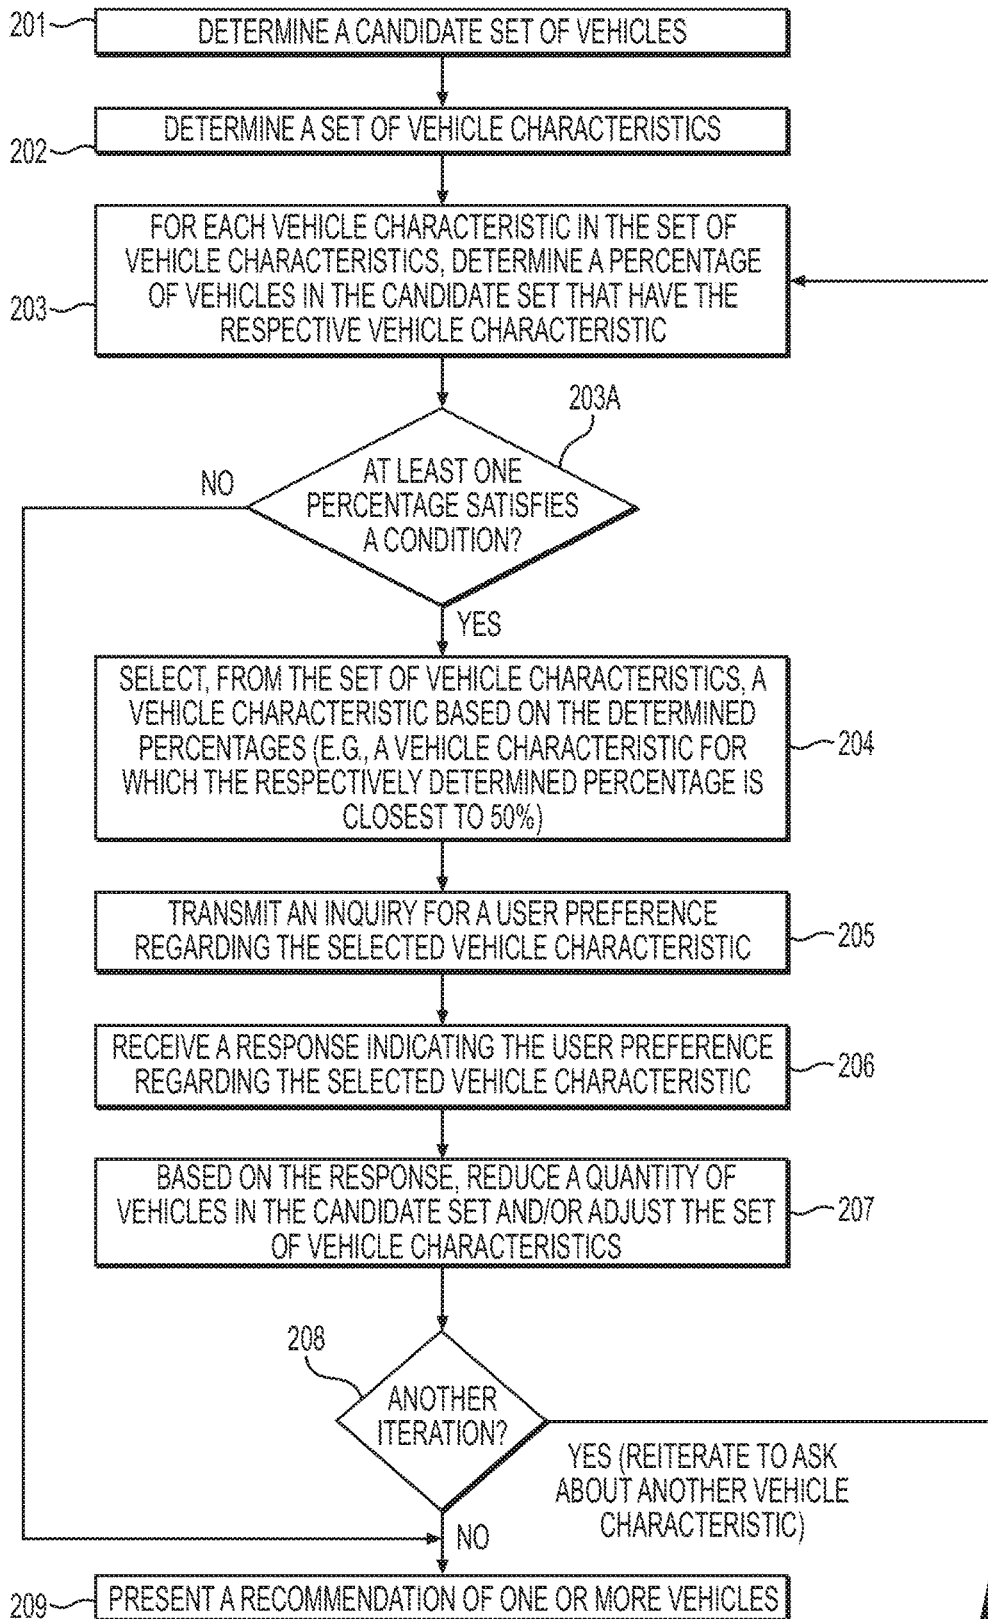 201
DETERMINE A CANDIDATE SET OF VEHICLES
202
DETERMINE A SET OF VEHICLE CHARACTERISTICS
203
FOR EACH VEHICLE CHARACTERISTIC IN THE SET OF
VEHICLE CHARACTERISTICS, DETERMINE A PERCENTAGE
OF VEHICLES IN THE CANDIDATE SET THAT HAVE THE
RESPECTIVE VEHICLE CHARACTERISTIC
203A
AT LEAST ONE
PERCENTAGE SATISFIES
A CONDITION?
NO
YES
SELECT, FROM THE SET OF VEHICLE CHARACTERISTICS, A
VEHICLE CHARACTERISTIC BASED ON THE DETERMINED
PERCENTAGES (E.G., A VEHICLE CHARACTERISTIC FOR
WHICH THE RESPECTIVELY DETERMINED PERCENTAGE IS
CLOSEST TO 50%)
204
TRANSMIT AN INQUIRY FOR A USER PREFERENCE
REGARDING THE SELECTED VEHICLE CHARACTERISTIC
205
RECEIVE A RESPONSE INDICATING THE USER PREFERENCE
REGARDING THE SELECTED VEHICLE CHARACTERISTIC
206
BASED ON THE RESPONSE, REDUCE A QUANTITY OF
VEHICLES IN THE CANDIDATE SET AND/OR ADJUST THE SET
OF VEHICLE CHARACTERISTICS
207
208
ANOTHER
ITERATION?
YES (REITERATE TO ASK
ABOUT ANOTHER VEHICLE
CHARACTERISTIC)
NO
209
PRESENT A RECOMMENDATION OF ONE OR MORE VEHICLES